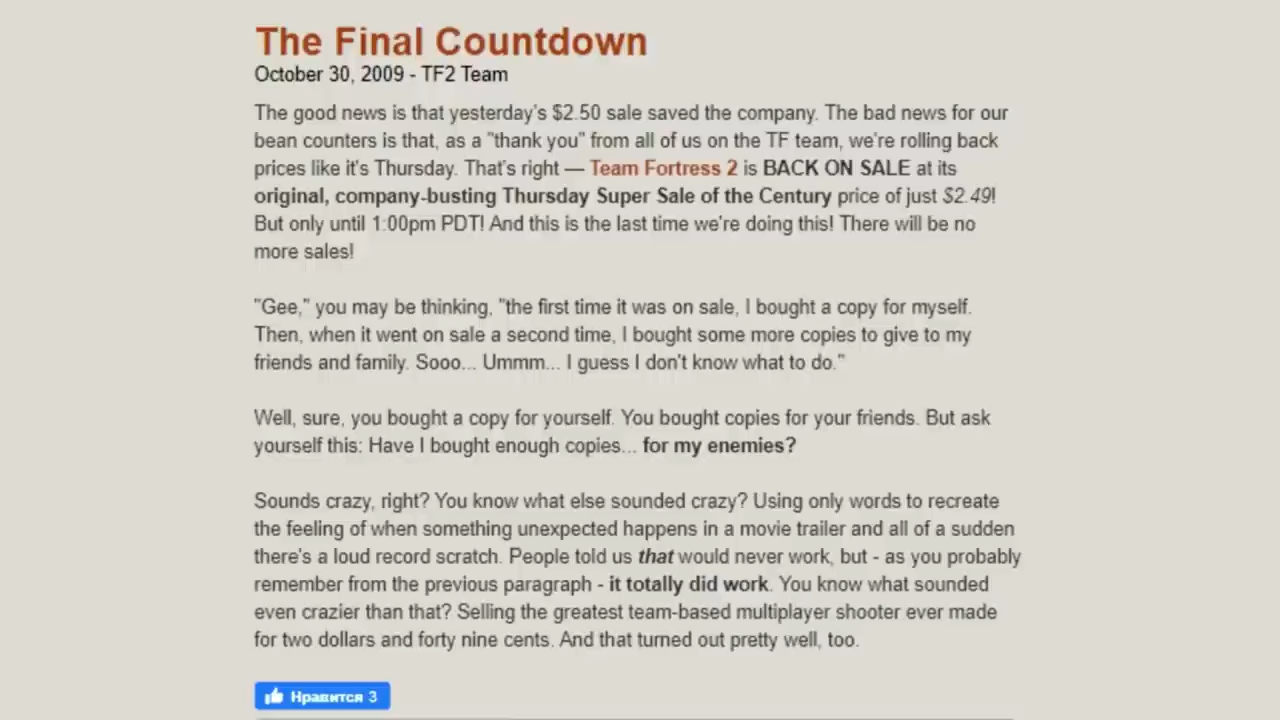 The Final Countdown
October 30, 2009 - TF2 Team
The good news is that yesterday's $2.50 sale saved the company. The bad news for our
bean counters is that, as a "thank you" from all of us on the TF team, we're rolling back
prices like it's Thursday. That's right — Team Fortress 2 is BACK ON SALE at its
original, company-busting Thursday Super Sale of the Century price of just $2.49!
But only until 1:00pm PDT! And this is the last time we're doing this! There will be no
more sales!
"Gee," you may be thinking, "the first time it was on sale, I bought a copy for myself.
Then, when it went on sale a second time, I bought some more copies to give to my
friends and family. Sooo... Ummm... I guess I don't know what to do."
Well, sure, you bought a copy for yourself. You bought copies for your friends. But ask
yourself this: Have I bought enough copies... for my enemies?
Sounds crazy, right? You know what else sounded crazy? Using only words to recreate
the feeling of when something unexpected happens in a movie trailer and all of a sudden
there's a loud record scratch. People told us that would never work, but - as you probably
remember from the previous paragraph - it totally did work. You know what sounded
even crazier than that? Selling the greatest team-based multiplayer shooter ever made
for two dollars and forty nine cents. And that turned out pretty well, too.
Нравится 3